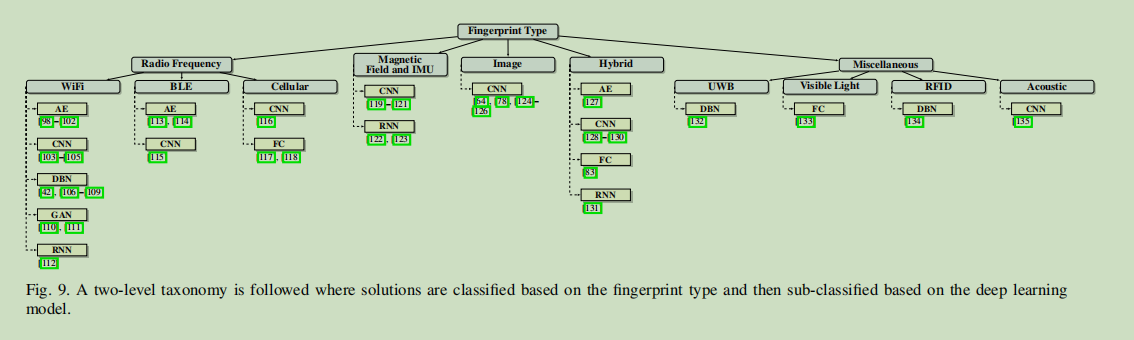 Fingerprint Type
Radio Frequency
Magnetic
Field and IMU
Image
Hybrid
Miscellaneous
WiFi
BLE
Cellular
UWB
Visible Light
RFID
Acoustic
AE
[98–102
CNN
[103–105
DBN
[42, [106–109
GAN
[110, [111
RNN
[112
AE
[113, [114
CNN
[115
CNN
[116
FC
[117, [118
CNN
[119–[121
RNN
[122, [123
CNN
[64, [78, [124–
[126
AE
[127
CNN
[128–[130
FC
[83
RNN
[131
DBN
[132
FC
[133
DBN
[134
CNN
[135
Fig. 9. A two-level taxonomy is followed where solutions are classified based on the fingerprint type and then sub-classified based on the deep learning
model.